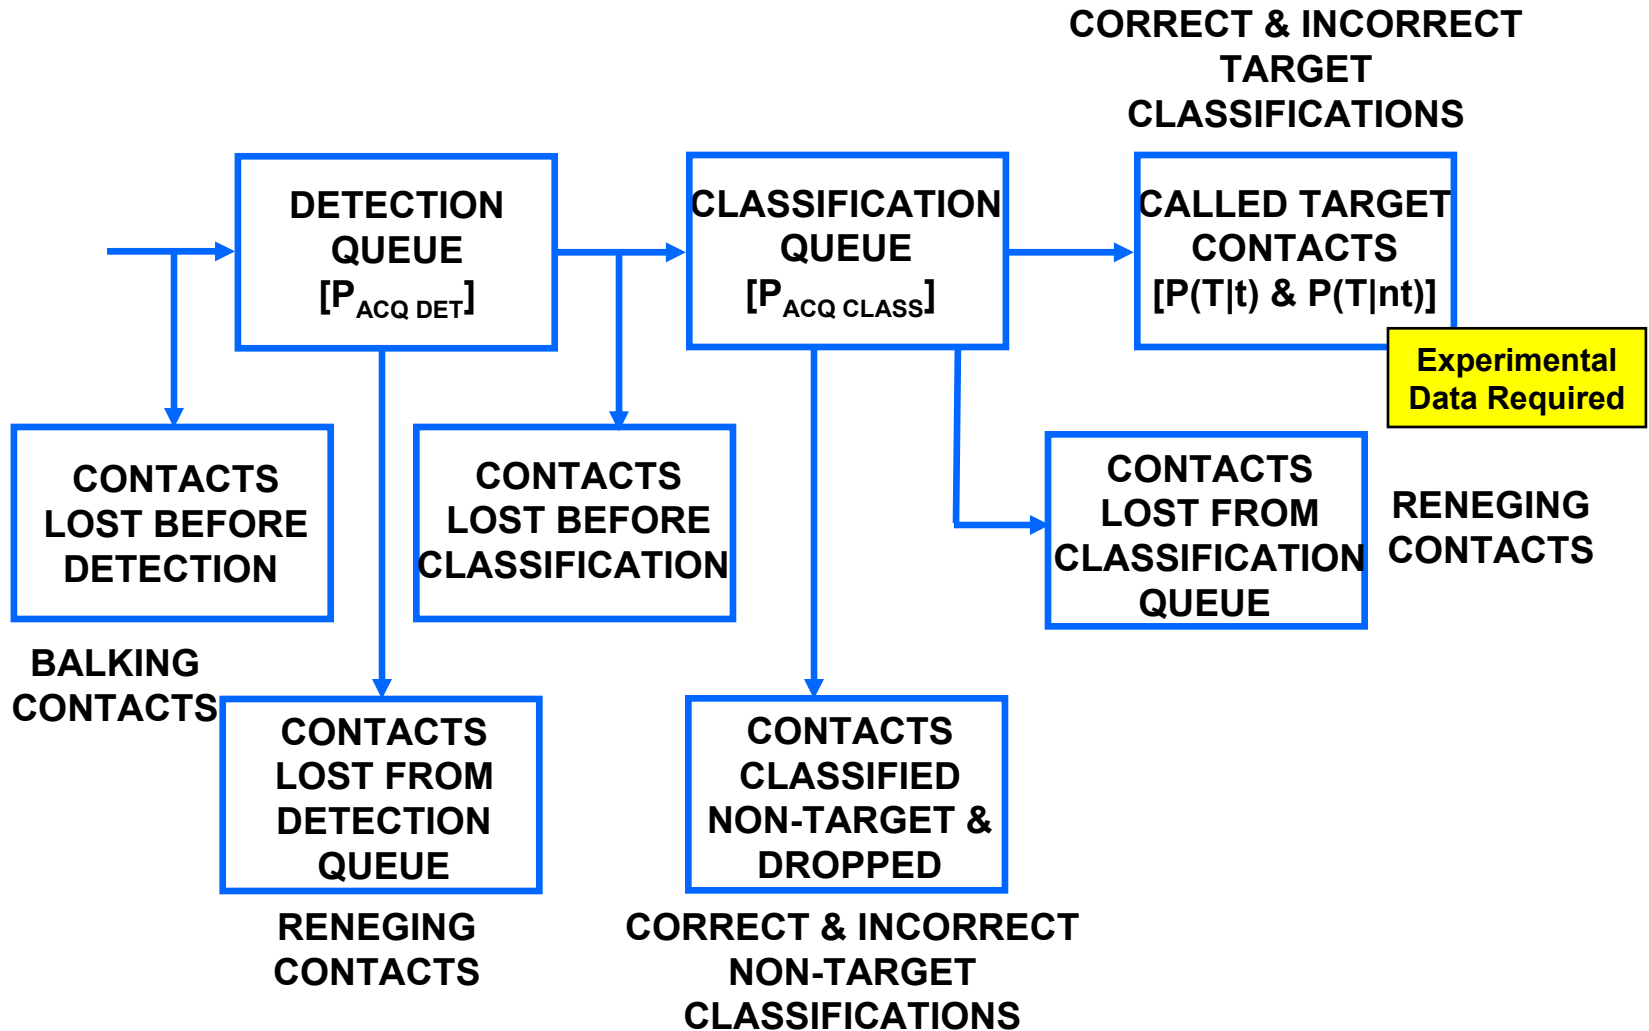 CORRECT & INCORRECT
TARGET
CLASSIFICATIONS
DETECTION
QUEUE
[P_ACQ DET]
CLASSIFICATION
QUEUE
[P_ACQ CLASS]
CALLED TARGET
CONTACTS
[P(T|t) & P(T|nt)]
Experimental
Data Required
CONTACTS
LOST BEFORE
DETECTION
BALKING
CONTACTS
CONTACTS
LOST BEFORE
CLASSIFICATION
CONTACTS
LOST FROM
CLASSIFICATION
QUEUE
RENEGING
CONTACTS
CONTACTS
LOST FROM
DETECTION
QUEUE
RENEGING
CONTACTS
CONTACTS
CLASSIFIED
NON-TARGET &
DROPPED
CORRECT & INCORRECT
NON-TARGET
CLASSIFICATIONS